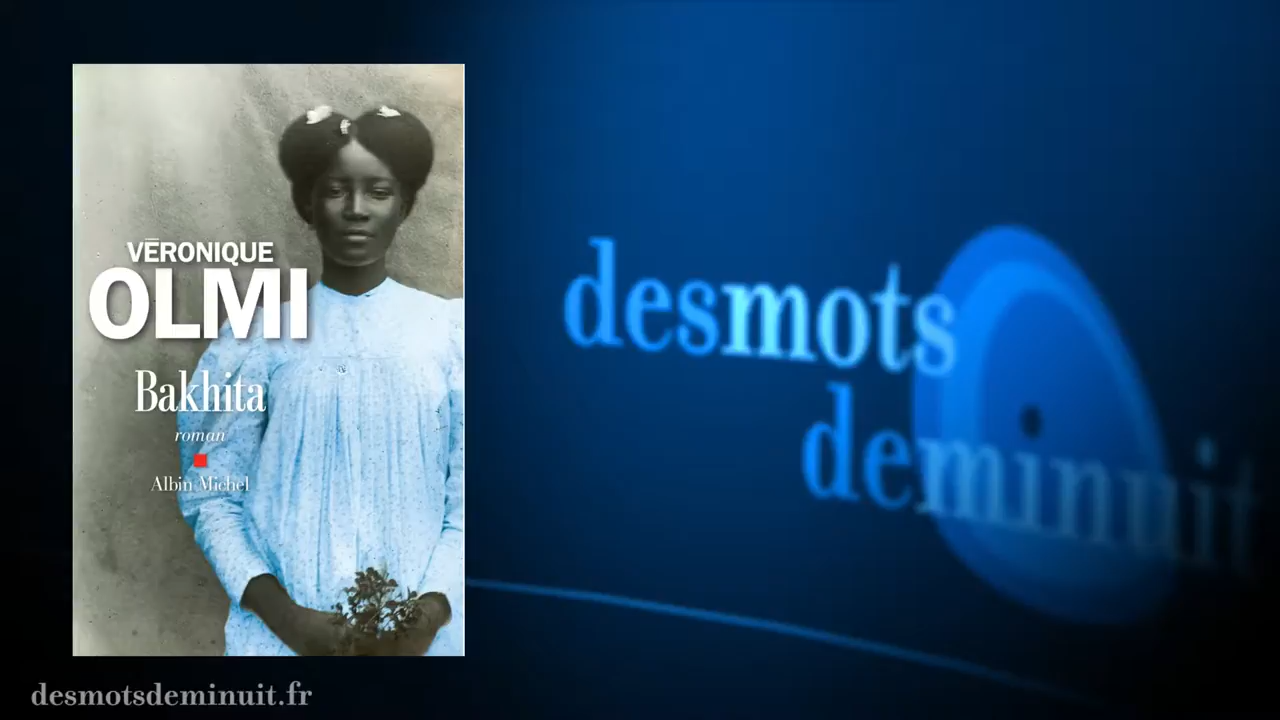 VĒRONIQUE
OLMI
Bakhita
roman
Albin Michel
desmots
deminuit
desmotsdeminuit.fr